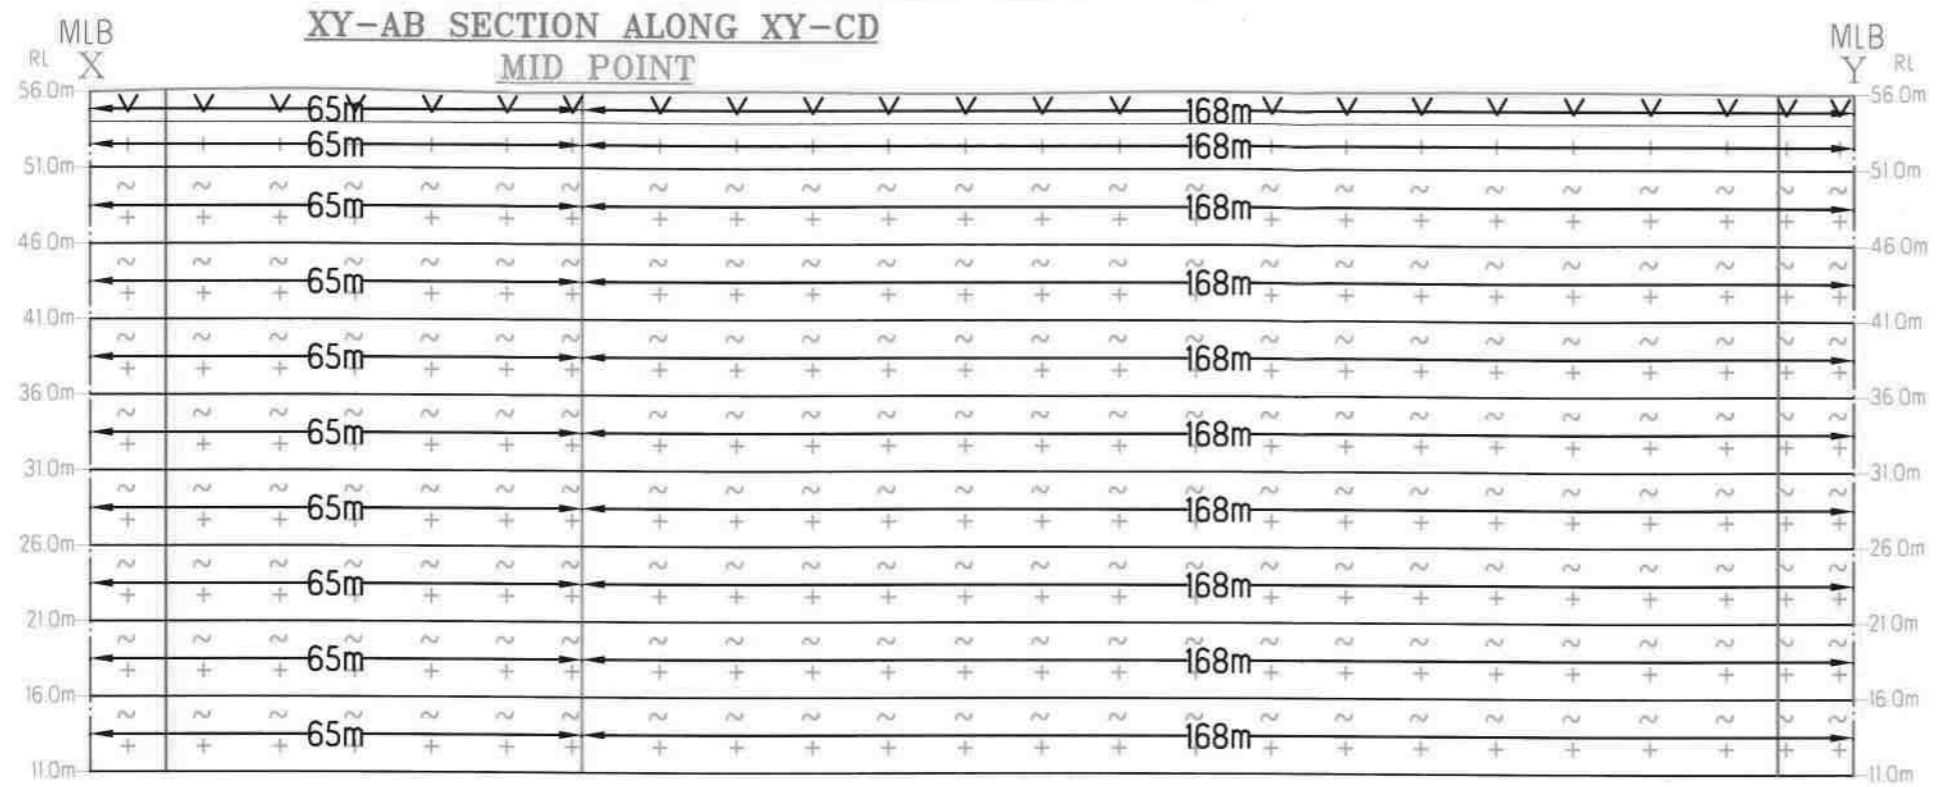 XY-AB SECTION ALONG XY-CD
MID POINT
MLB MLB
RL X Y RL
56.0m 65m 168m 56.0m
65m 168m
51.0m 51.0m
65m 168m
46.0m 46.0m
65m 168m
41.0m 41.0m
65m 168m
36.0m 36.0m
65m 168m
31.0m 31.0m
65m 168m
26.0m 26.0m
65m 168m
21.0m 21.0m
65m 168m
16.0m 16.0m
65m 168m
11.0m 11.0m